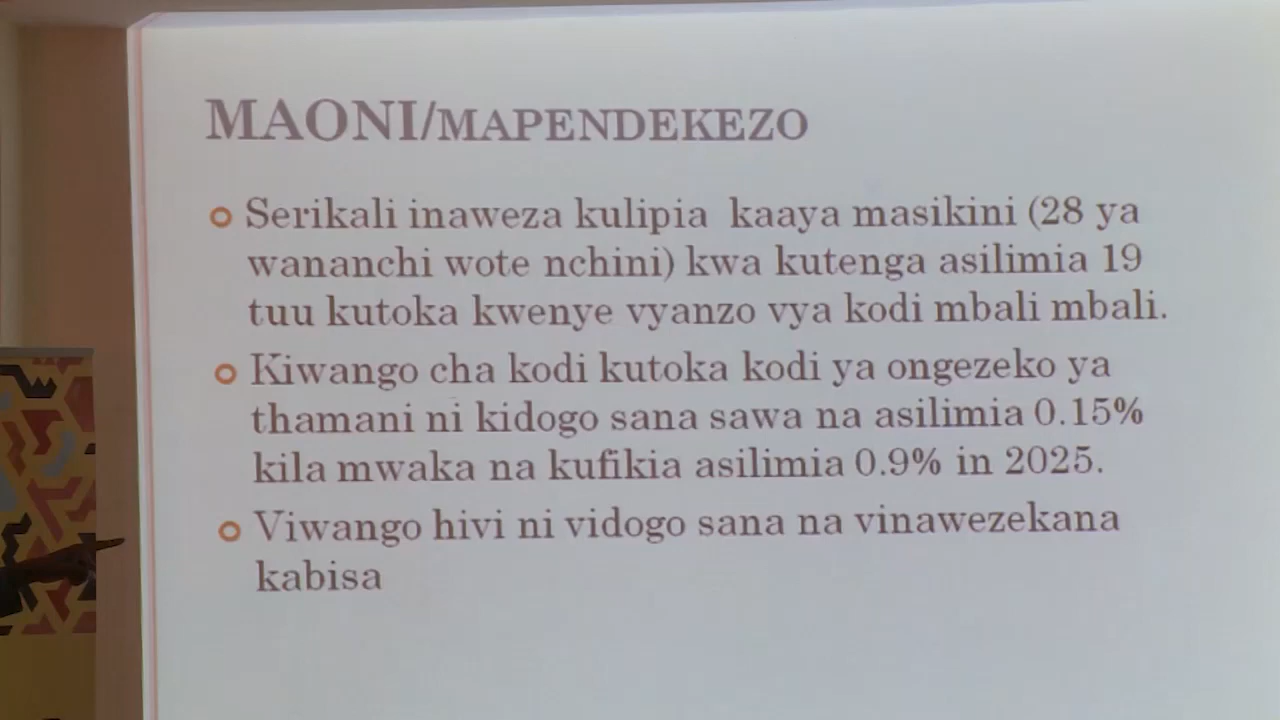 MAONI/MAPENDEKEZO
Serikali inaweza kulipia kaaya masikini (28 ya
wananchi wote nchini) kwa kutenga asilimia 19
tuu kutoka kwenye vyanzo vya kodi mbali mbali.
Kiwango cha kodi kutoka kodi ya ongezeko ya
thamani ni kidogo sana sawa na asilimia 0.15%
kila mwaka na kufikia asilimia 0.9% in 2025.
Viwango hivi ni vidogo sana na vinawezekana
kabisa